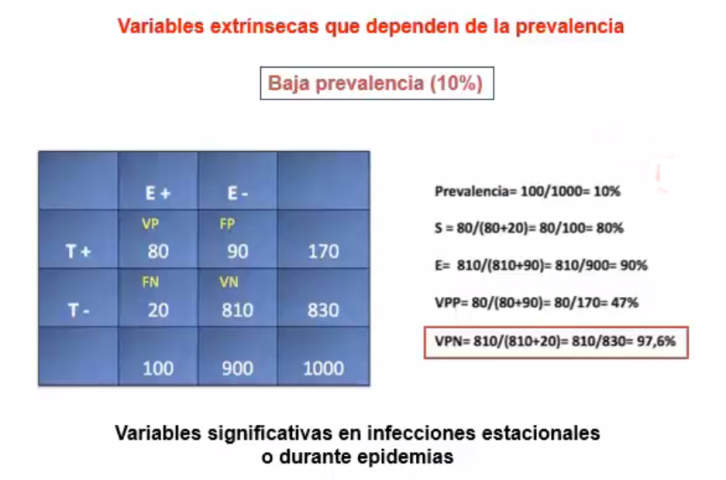 Variables extrínsecas que dependen de la prevalencia
Baja prevalencia (10%)
E + E -
VP FP
T + 80 90 170
FN VN
T - 20 810 830
100 900 1000
Prevalencia= 100/1000= 10%
S = 80/(80+20)= 80/100= 80%
E= 810/(810+90)= 810/900= 90%
VPP= 80/(80+90)= 80/170= 47%
VPN= 810/(810+20)= 810/830= 97,6%
Variables significativas en infecciones estacionales
o durante epidemias